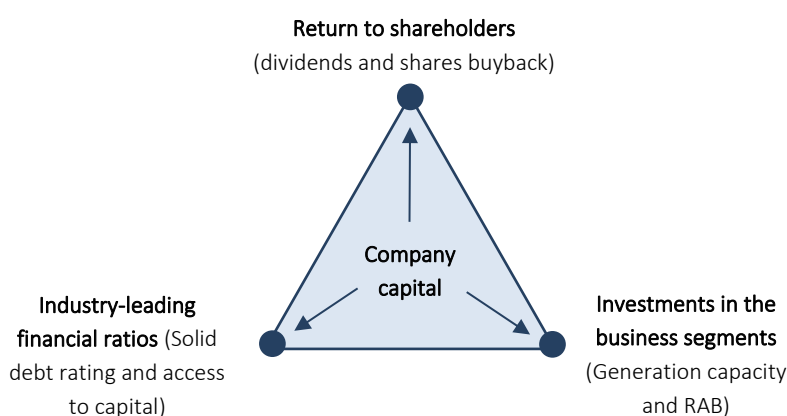 Return to shareholders
(dividends and shares buyback)
Company
capital
Industry-leading
financial ratios (Solid
debt rating and access
to capital)
Investments in the
business segments
(Generation capacity
and RAB)